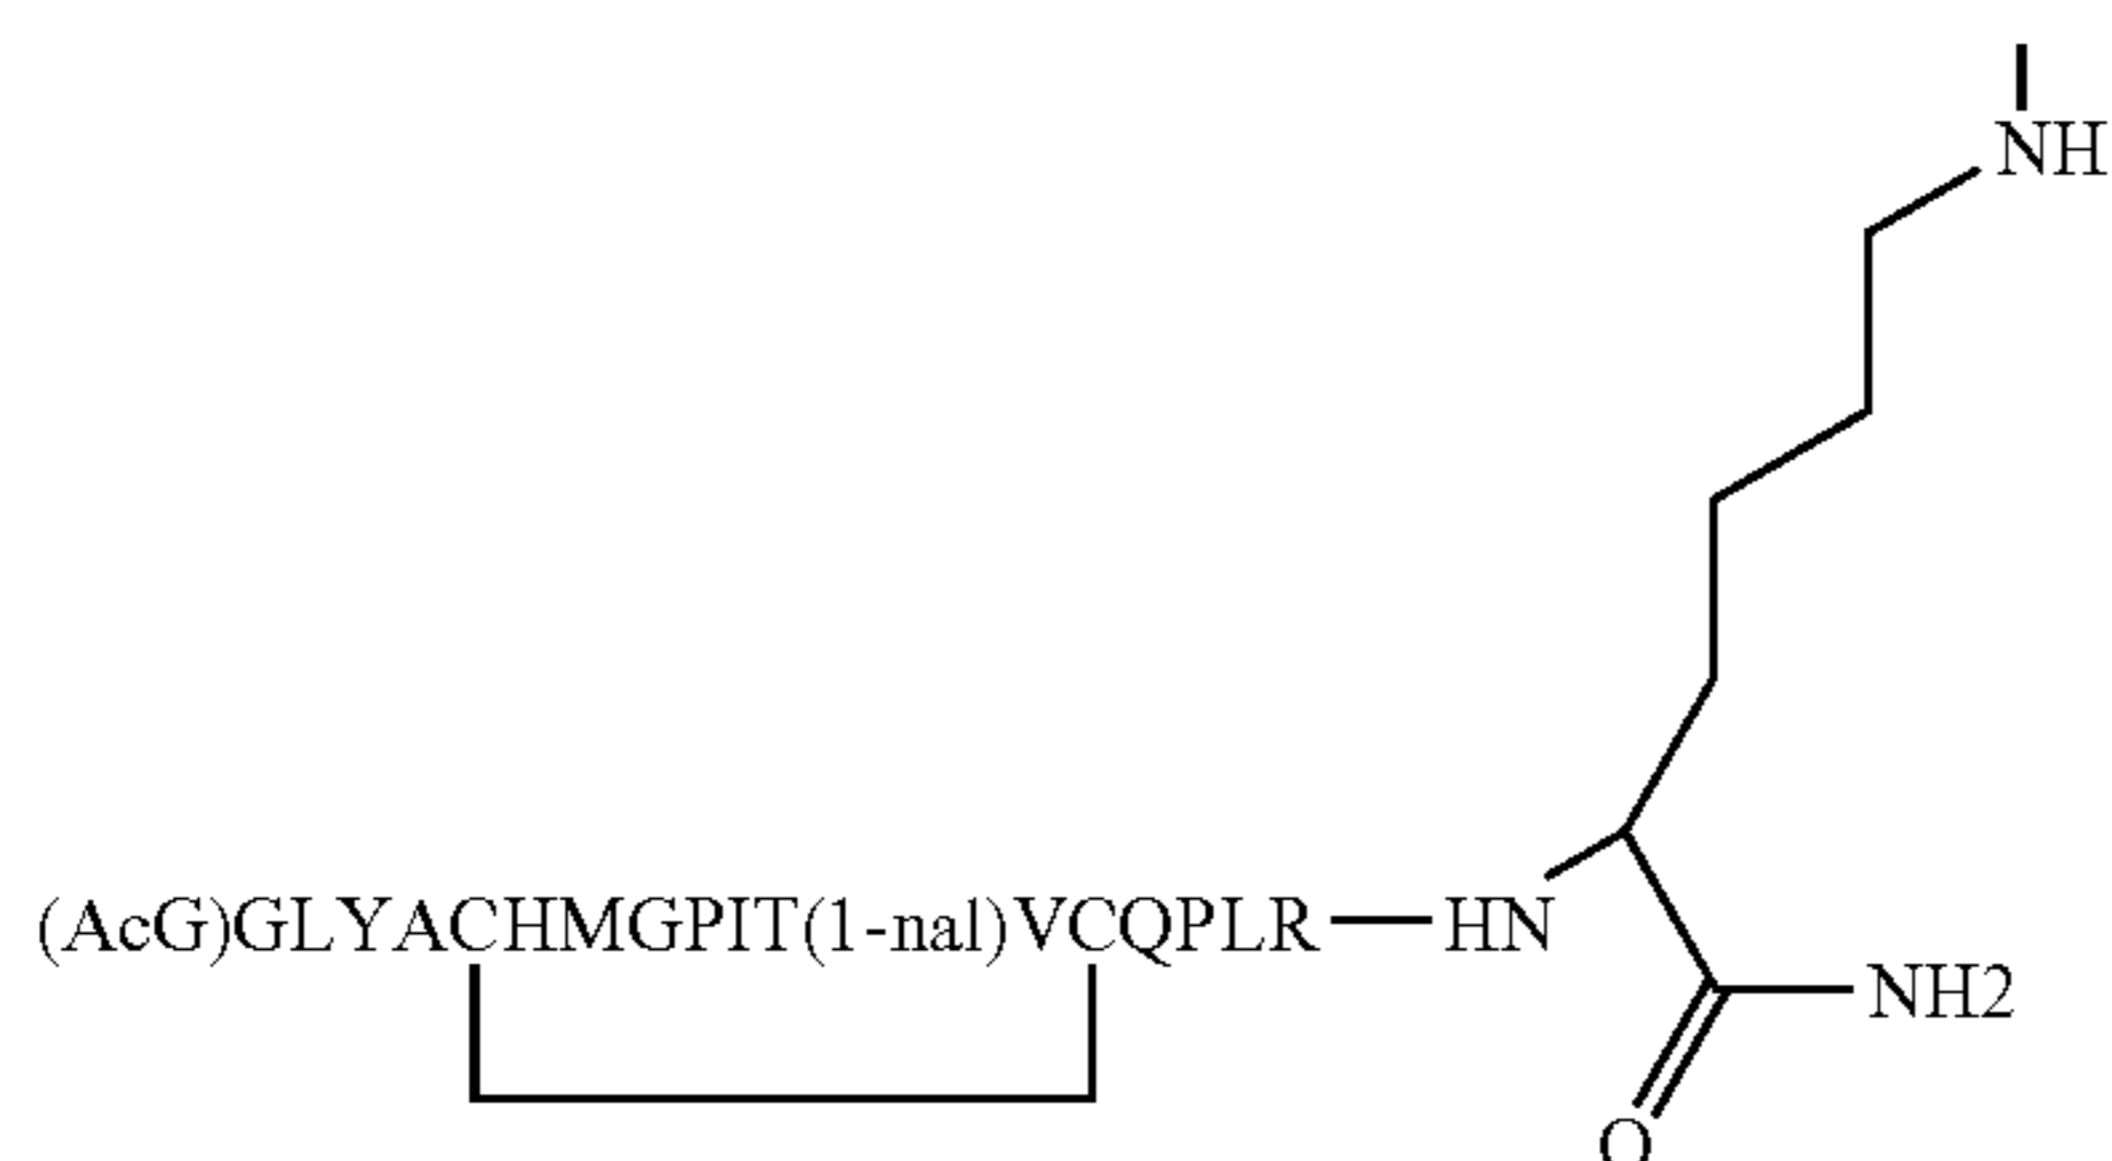 NH
(AcG)GLYACHMGPIT(1-nal)VCQPLR — HN
NH2
O